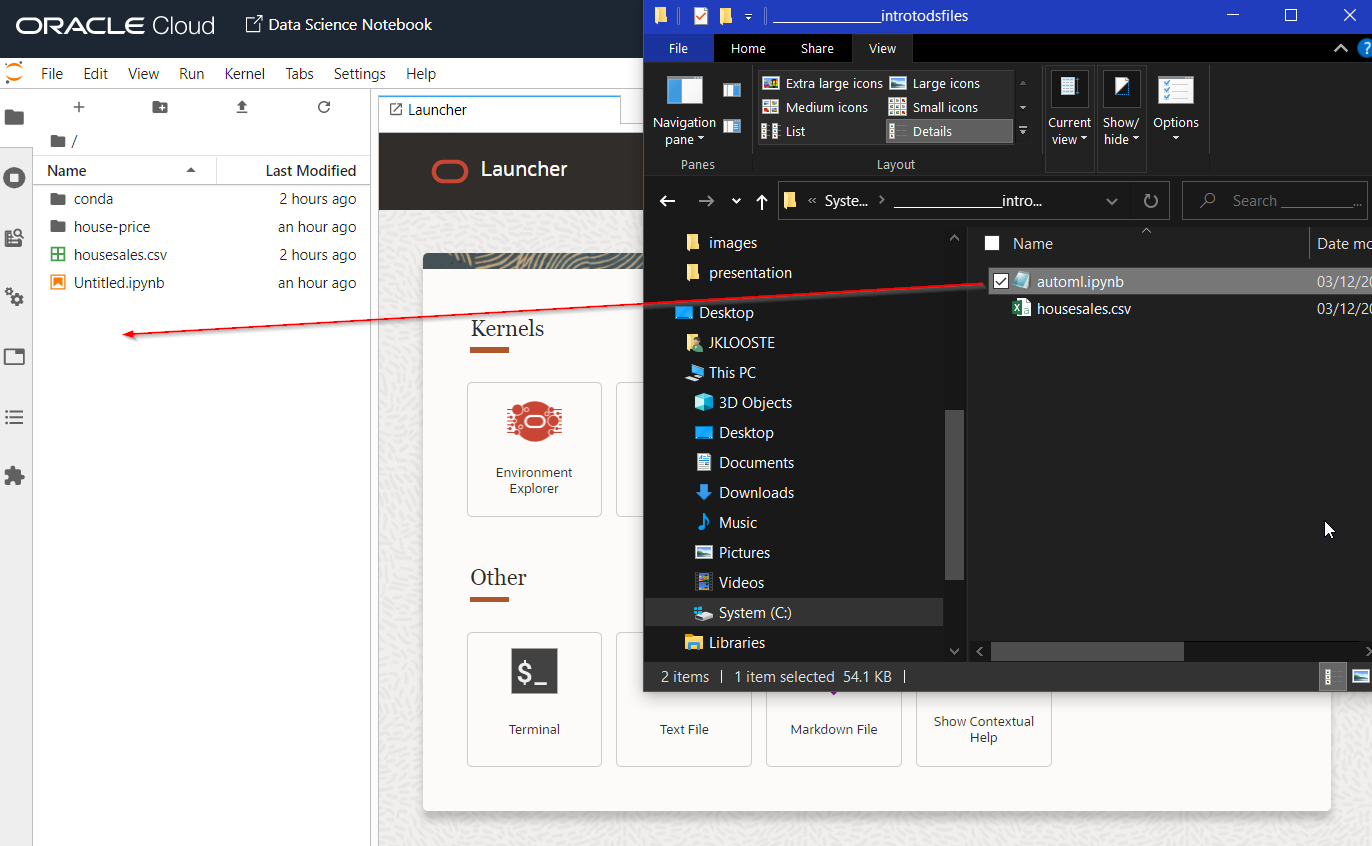 ORACLE Cloud
Data Science Notebook
File Edit View Run Kernel Tabs Settings Help
/
Name Last Modified
conda 2 hours ago
house-price an hour ago
housesales.csv 2 hours ago
Untitled.ipynb an hour ago
Launcher
Launcher
Kernels
Environment
Explorer
Other
$_
Terminal
Text File
Markdown File
Show Contextual
Help
_______________introtodsfiles
File Home Share View
Navigation
pane
Panes
Extra large icons Large icons
Medium icons Small icons
List Details
Layout
Current
view
Show/
hide
Options
« Syste... > _______________intro...
Search __________...
images
presentation
Desktop
JKLOOSTE
This PC
3D Objects
Desktop
Documents
Downloads
Music
Pictures
Videos
System (C:)
Libraries
Name Date mo
automl.ipynb 03/12/20
housesales.csv 03/12/20
2 items 1 item selected 54.1 KB